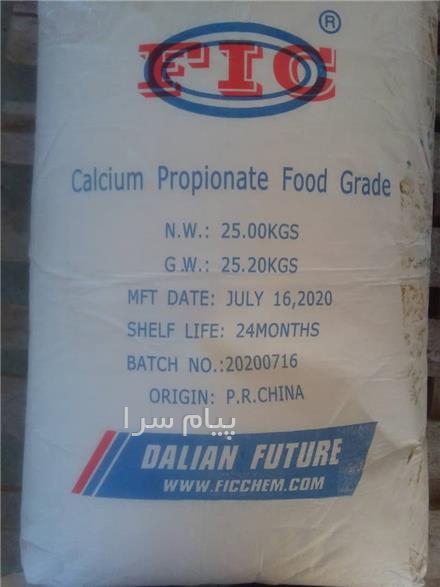 FIC®
Calcium Propionate Food Grade
N.W.: 25.00KGS
G.W.: 25.20KGS
MFT DATE: JULY 16,2020
SHELF LIFE: 24MONTHS
BATCH NO.:20200716
ORIGIN: P.R.CHINA
پیام سرا
DALIAN FUTURE
WWW.FICCHEM.COM